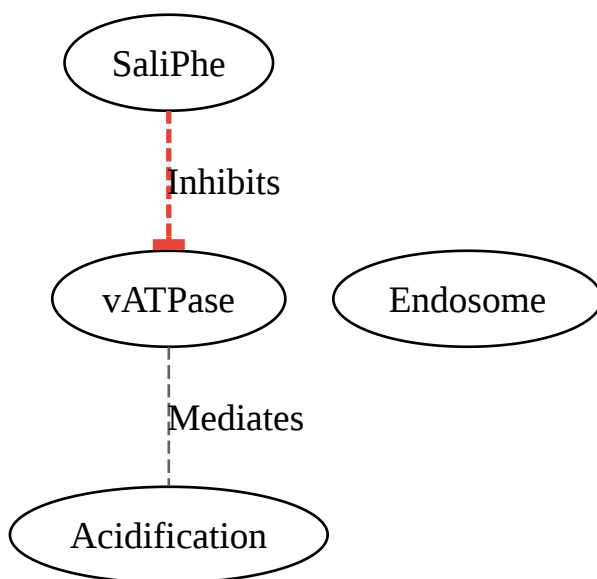 SaliPhe
Inhibits
vATPase
Endosome
Mediates
Acidification